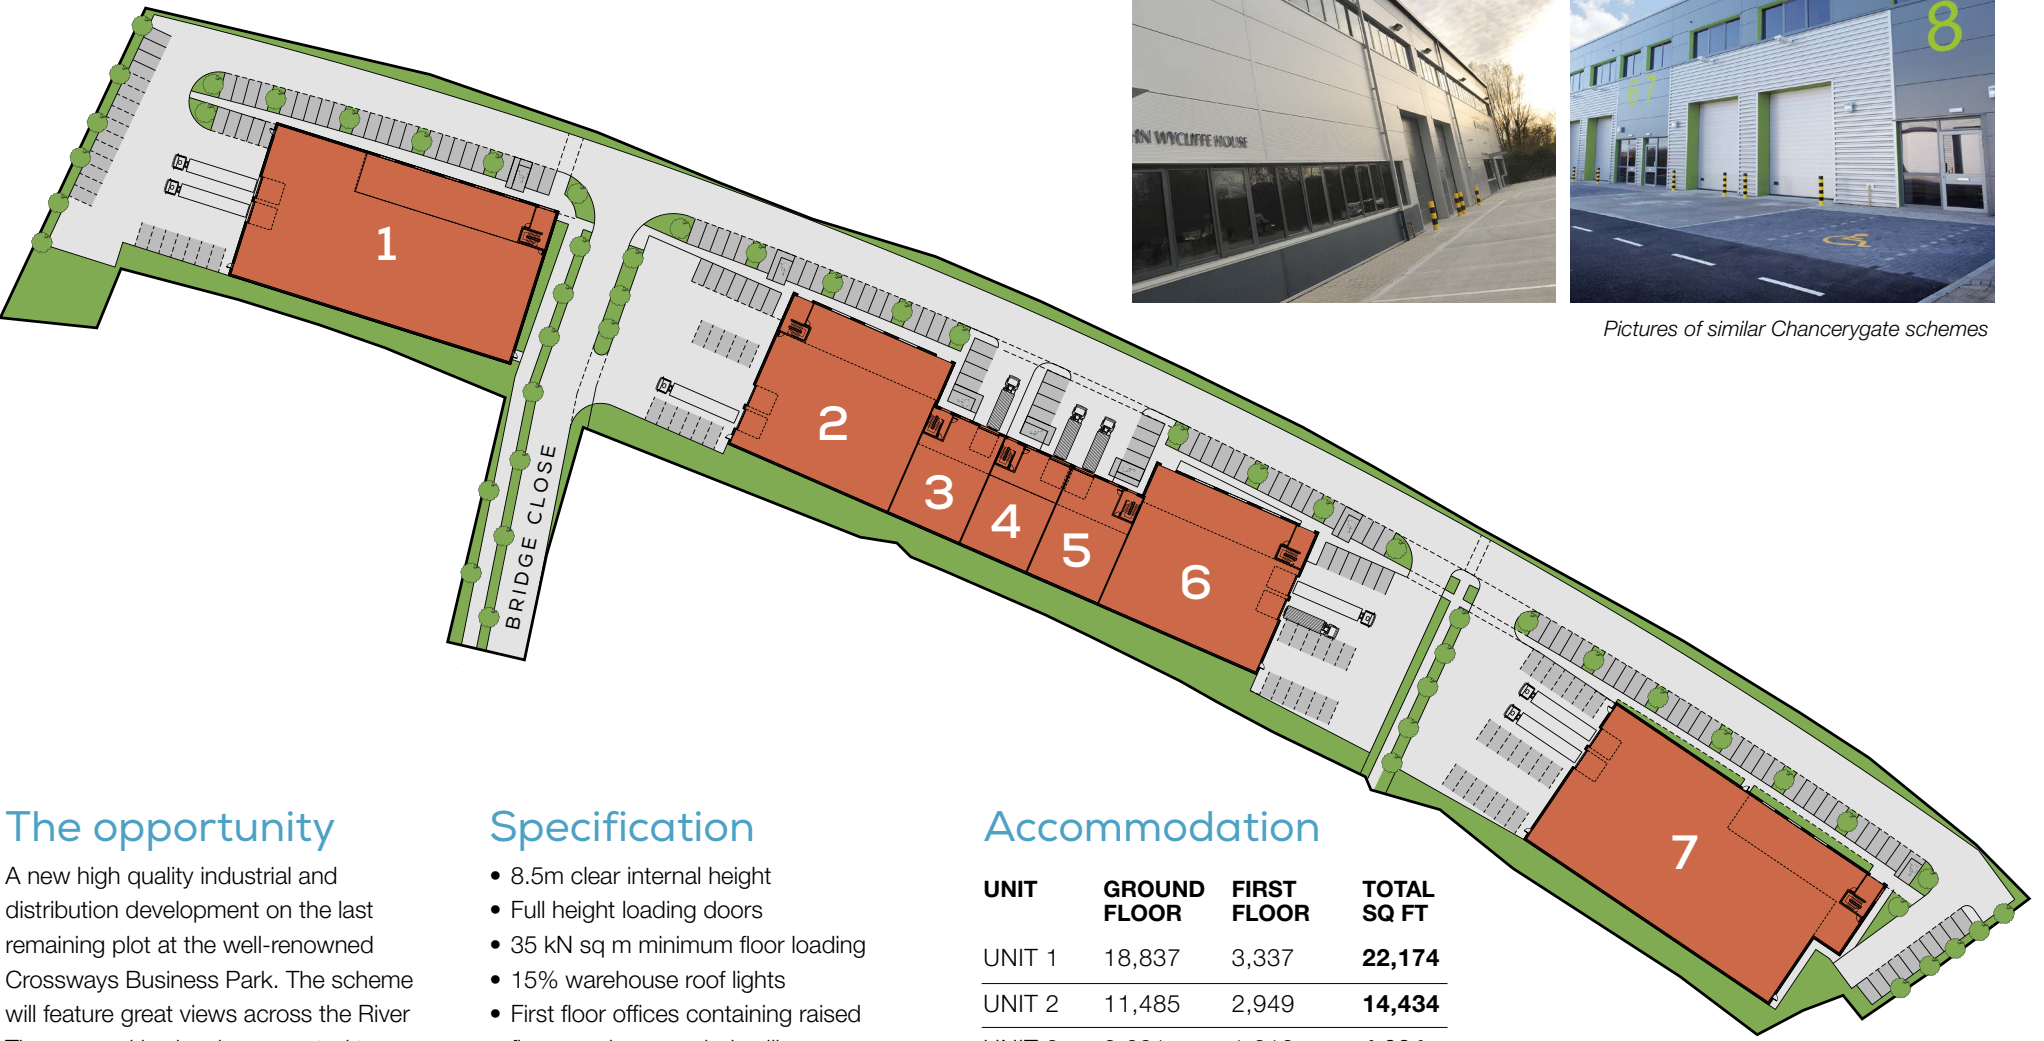 HN WYCLIFFE HOUSE
6 7
8
Pictures of similar Chancerygate schemes
1
2
3
4
5
6
7
BRIDGE CLOSE
The opportunity
A new high quality industrial and
distribution development on the last
remaining plot at the well-renowned
Crossways Business Park. The scheme
will feature great views across the River
Specification
• 8.5m clear internal height
• Full height loading doors
• 35 kN sq m minimum floor loading
• 15% warehouse roof lights
• First floor offices containing raised
Accommodation
UNIT GROUND FLOOR FIRST FLOOR TOTAL SQ FT
UNIT 1 18,837 3,337 22,174
UNIT 2 11,485 2,949 14,434